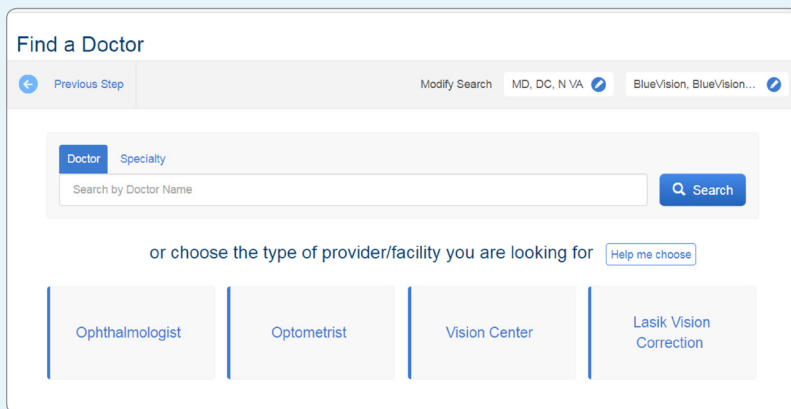 Find a Doctor
Previous Step
Modify Search
MD, DC, N VA
BlueVision, BlueVision...
Doctor
Specialty
Search by Doctor Name
Search
or choose the type of provider/facility you are looking for
Help me choose
Ophthalmologist
Optometrist
Vision Center
Lasik Vision
Correction